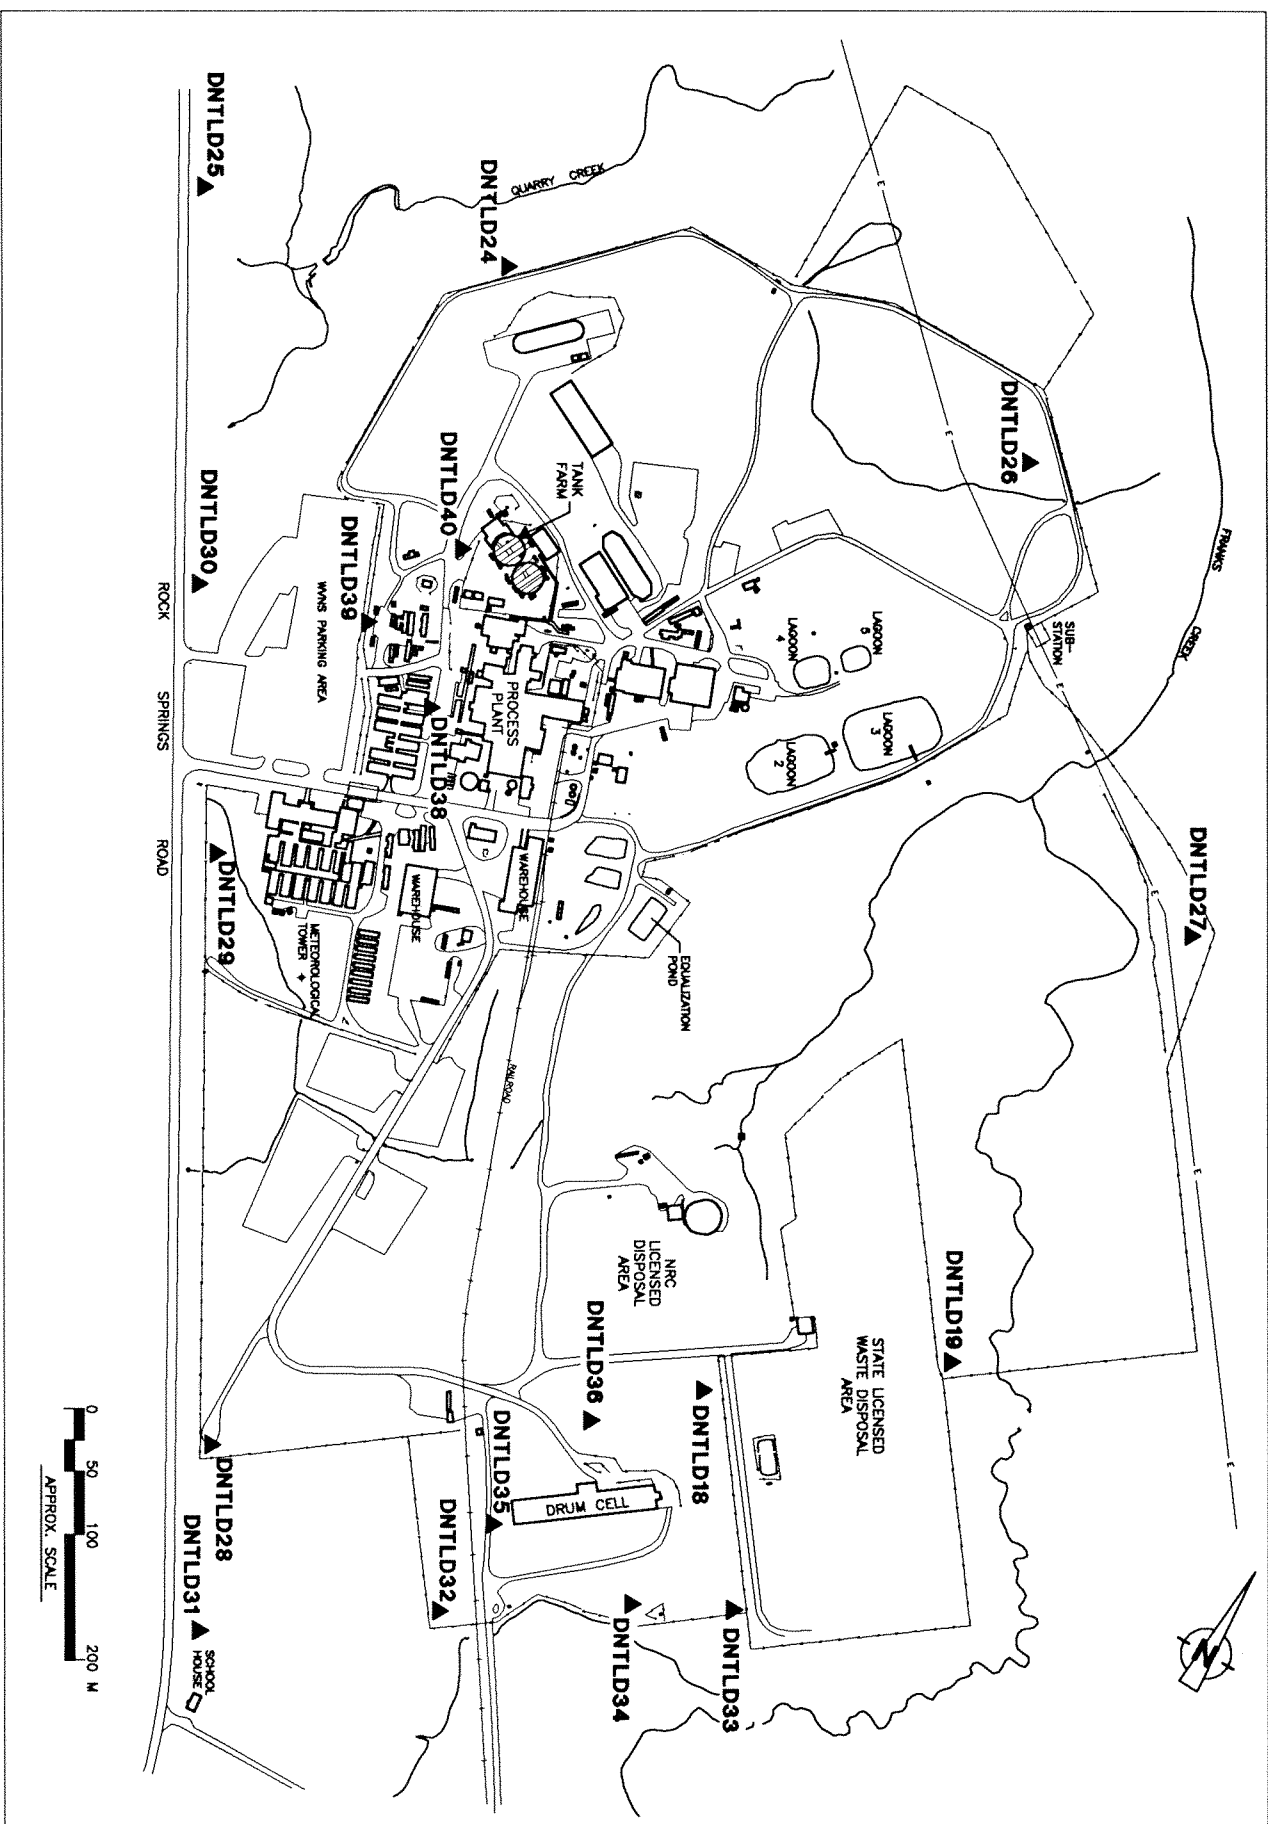 DNTLD25
DNTLD24
QUARRY CREEK
DNTLD26
FRANKS CREEK
DNTLD40
TANK
FARM
DNTLD30
DNTLD39
WVNS PARKING AREA
ROCK SPRINGS ROAD
SUB-
STATION
LAGOON
5
LAGOON
4
LAGOON
3
LAGOON
2
PROCESS
PLANT
DNTLD38
DNTLD27
DNTLD29
WAREHOUSE
WAREHOUSE
METEOROLOGICAL
TOWER
EQUALIZATION
POND
RAILROAD
NRC
LICENSED
DISPOSAL
AREA
DNTLD19
STATE LICENSED
WASTE DISPOSAL
AREA
DNTLD36
DNTLD18
DNTLD35
DRUM CELL
DNTLD28
DNTLD32
DNTLD31
SCHOOL
HOUSE
DNTLD34
DNTLD33
0 50 100 200 M
APPROX. SCALE
N